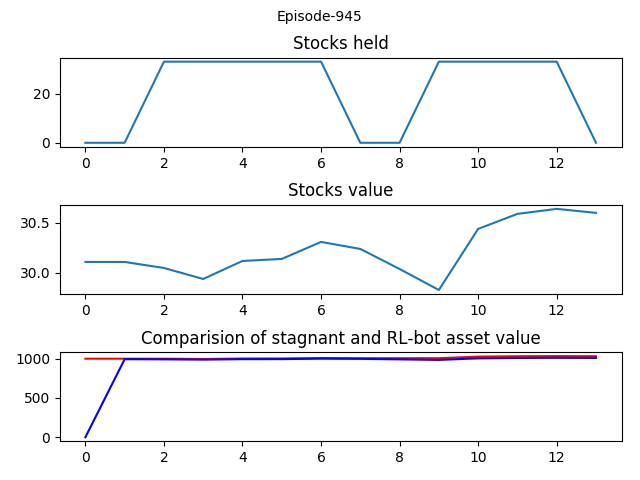 Episode-945
Stocks held
20
0
0 2 4 6 8 10 12
Stocks value
30.5
30.0
0 2 4 6 8 10 12
Comparision of stagnant and RL-bot asset value
1000
500
0
0 2 4 6 8 10 12